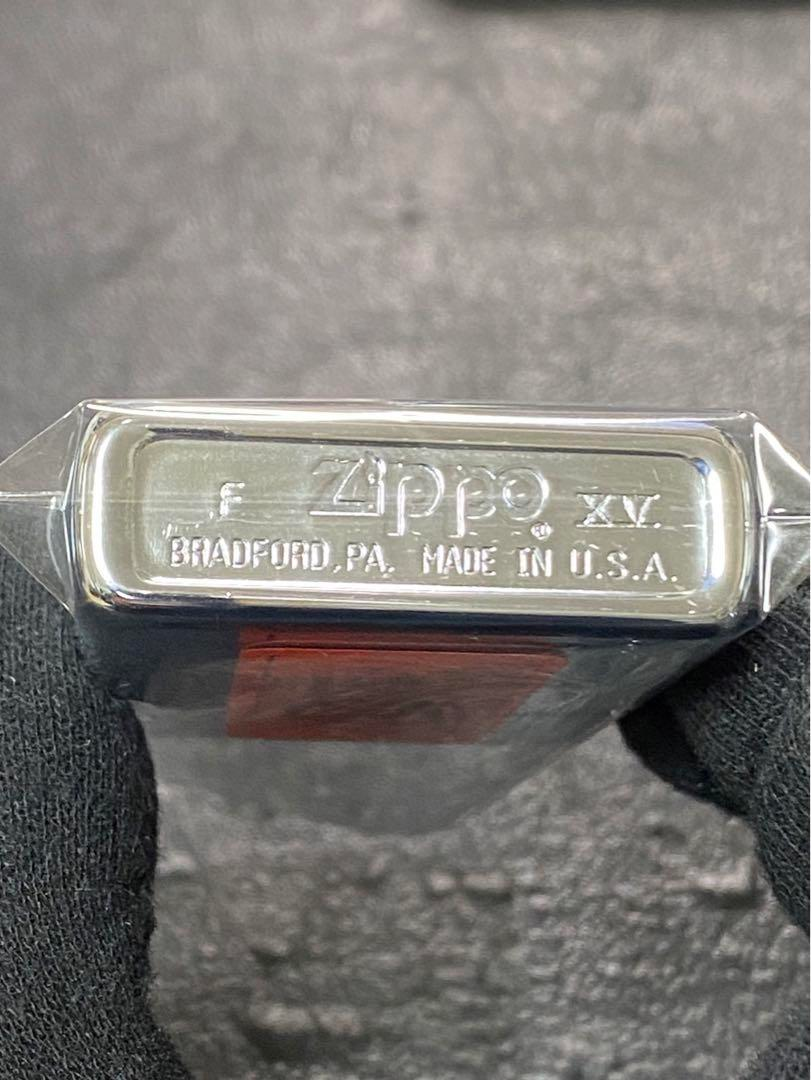 F Zippo® XV
BRADFORD, PA. MADE IN U.S.A.